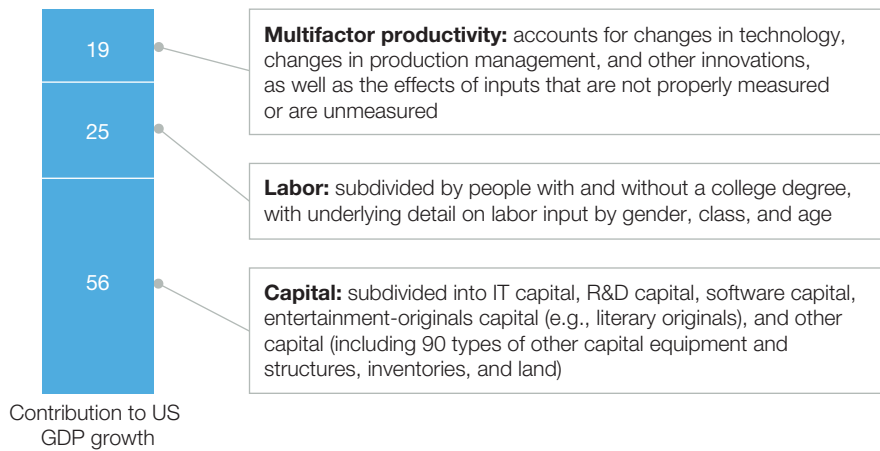 19
Multifactor productivity: accounts for changes in technology,
changes in production management, and other innovations,
as well as the effects of inputs that are not properly measured
or are unmeasured
25
Labor: subdivided by people with and without a college degree,
with underlying detail on labor input by gender, class, and age
56
Capital: subdivided into IT capital, R&D capital, software capital,
entertainment-originals capital (e.g., literary originals), and other
capital (including 90 types of other capital equipment and
structures, inventories, and land)
Contribution to US
GDP growth